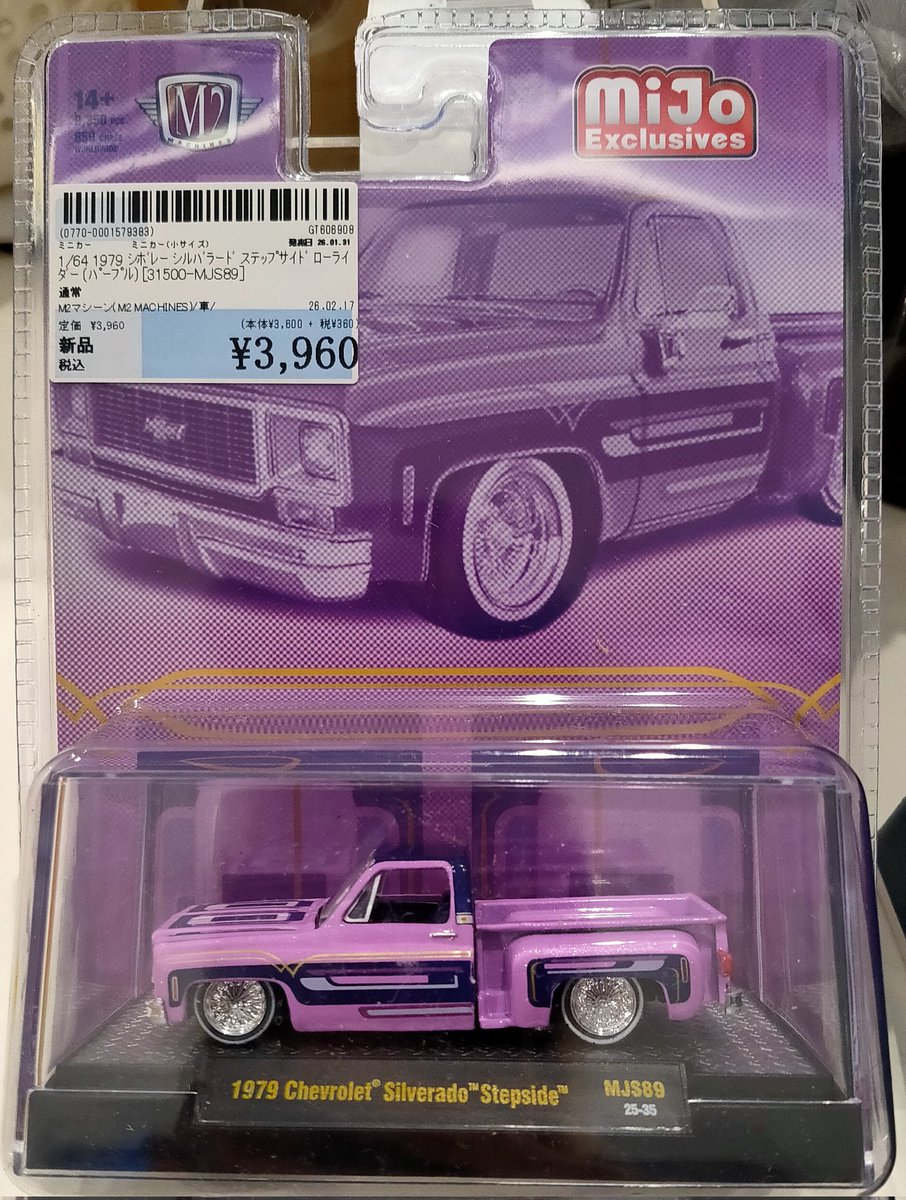 14+
M2
MACHINES
WORLDWIDE
MiJo
Exclusives
(0770-0001579383)
GT606908
ミニカー ミニカー(小サイズ) 発売日 26.01.31
1/64 1979 シボレー シルバラード ステップサイド ローライ
ダー(パープル)[31500-MJS89]
通常
M2マシーン(M2 MACHINES)/車/ 26.02.17
定価 ¥3,960 (本体¥3,600 + 税¥360)
新品 ¥3,960
税込
1979 Chevrolet® Silverado™ Stepside™ MJS89
25-35